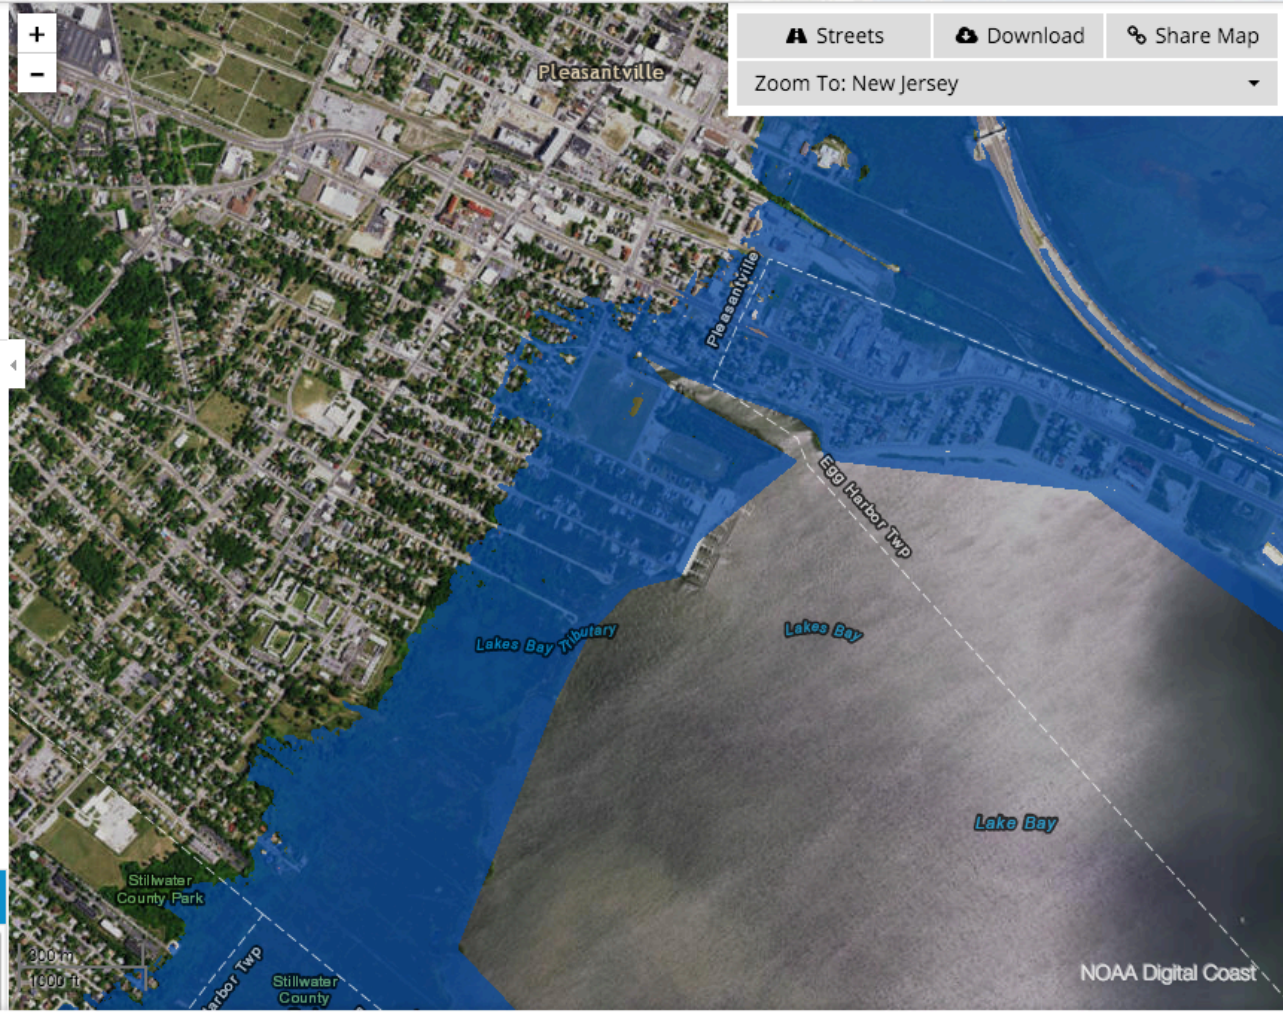 +
-
Streets
Download
Share Map
Zoom To: New Jersey
Pleasantville
Pleasantville
Egg Harbor Twp
Lakes Bay Tributary
Lakes Bay
Lake Bay
Stillwater
County Park
300 m
1000 ft
arbor Twp
Stillwater
County
NOAA Digital Coast